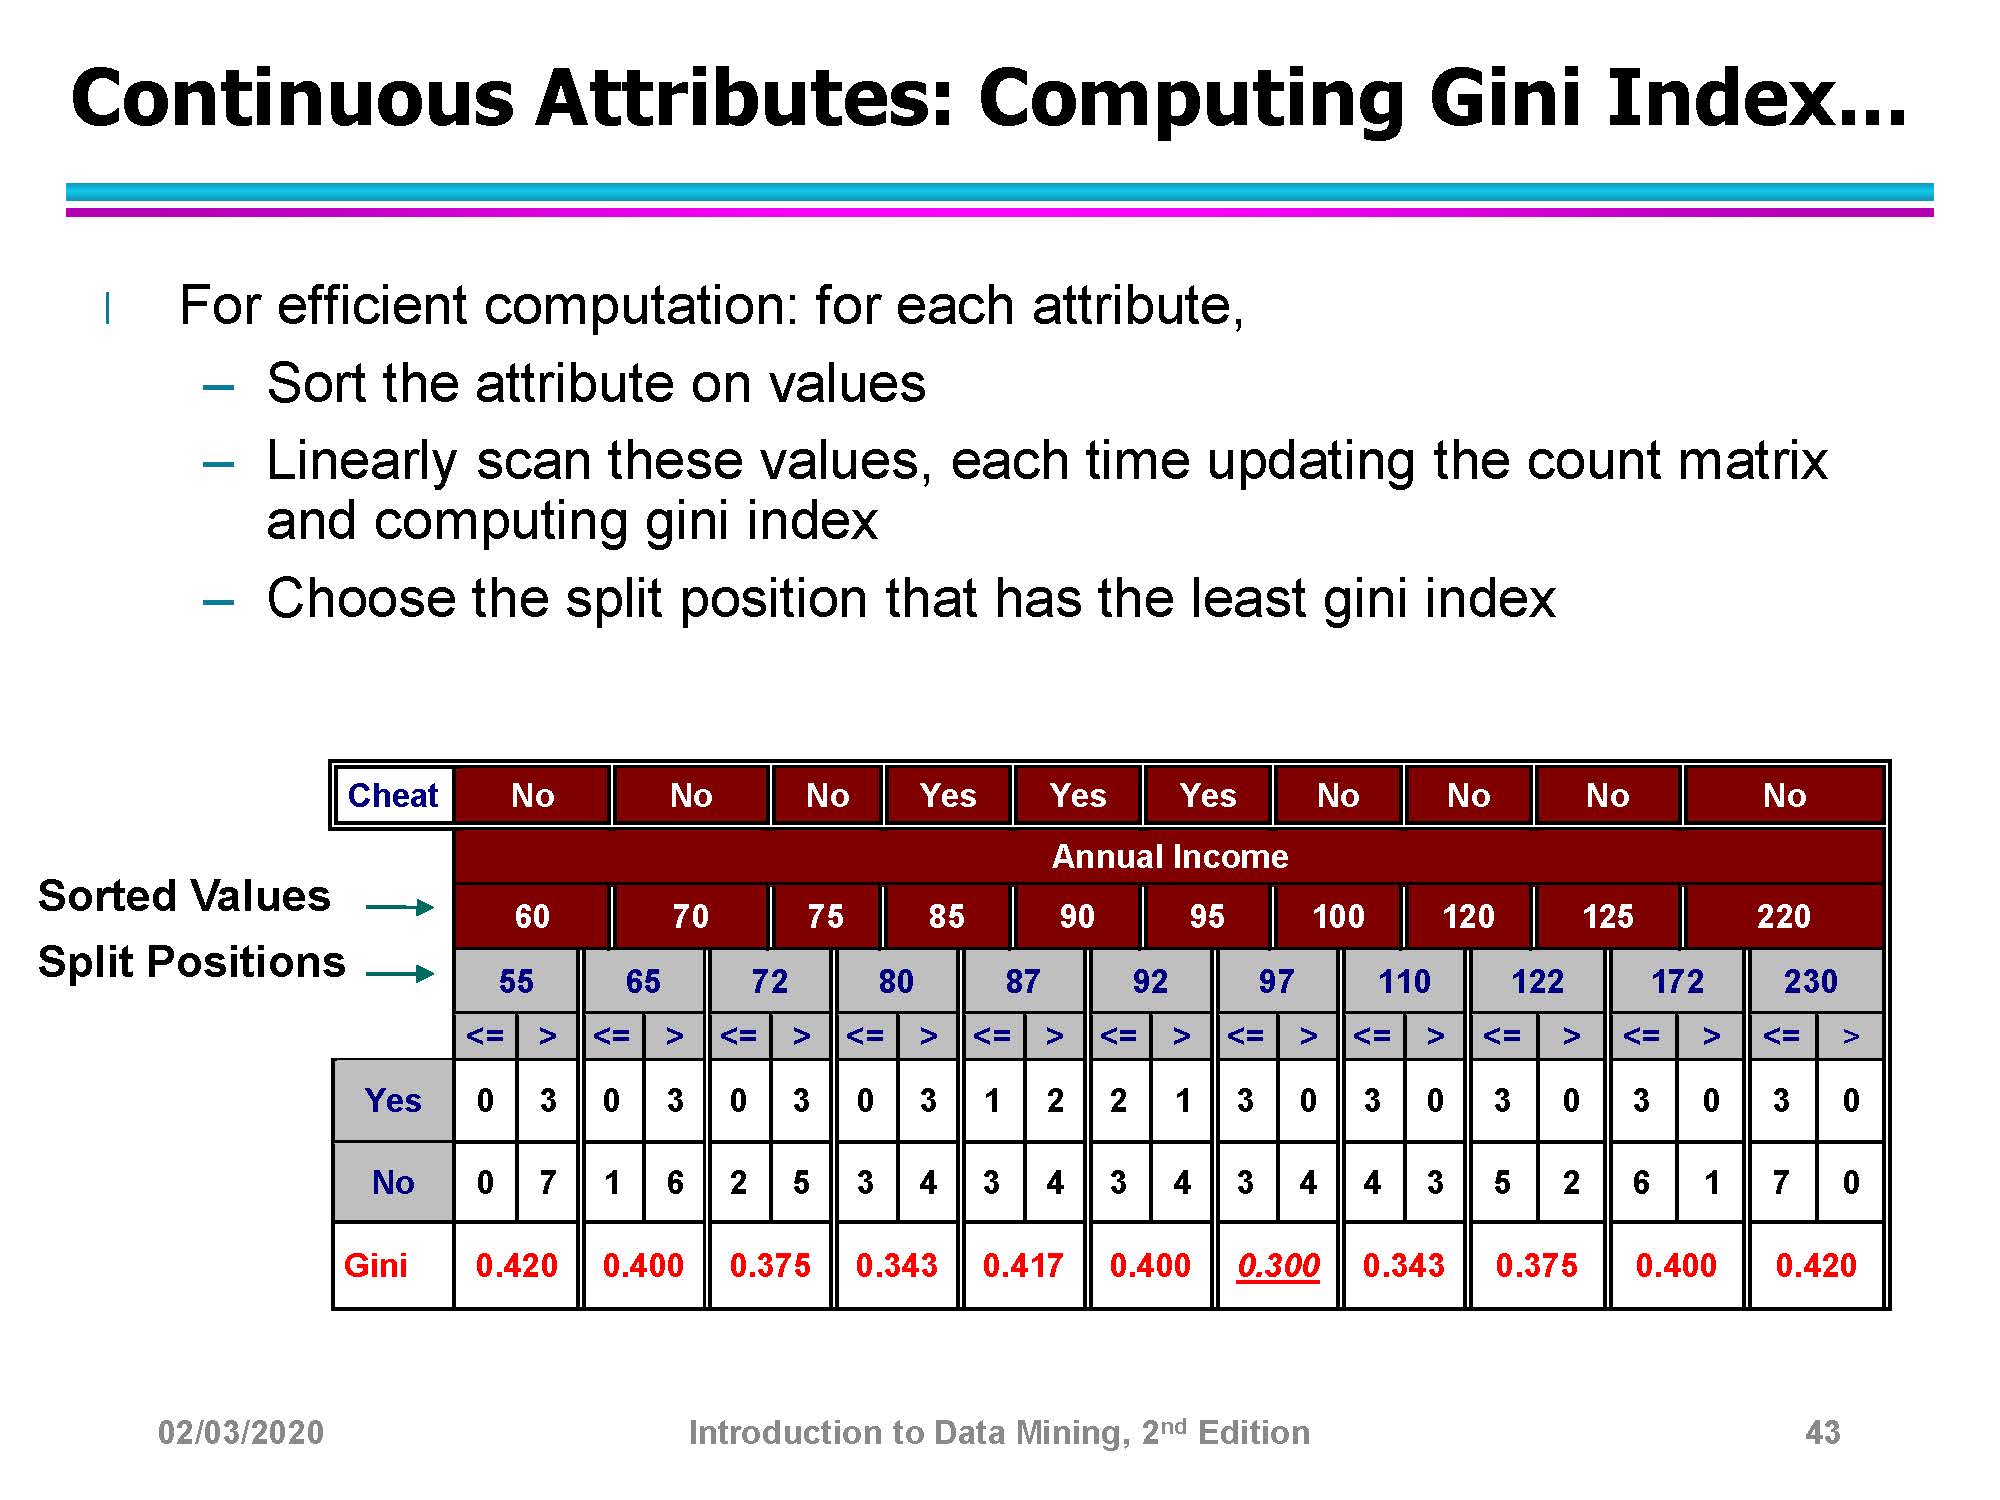 Continuous Attributes: Computing Gini Index...
For efficient computation: for each attribute,
– Sort the attribute on values
– Linearly scan these values, each time updating the count matrix
and computing gini index
– Choose the split position that has the least gini index
Cheat No No No Yes Yes Yes No No No No
Annual Income
Sorted Values 60 70 75 85 90 95 100 120 125 220
Split Positions 55 65 72 80 87 92 97 110 122 172 230
<= > <= > <= > <= > <= > <= > <= > <= > <= > <= > <= >
Yes 0 3 0 3 0 3 0 3 1 2 2 1 3 0 3 0 3 0 3 0 3 0
No 0 7 1 6 2 5 3 4 3 4 3 4 3 4 4 3 5 2 6 1 7 0
Gini 0.420 0.400 0.375 0.343 0.417 0.400 0.300 0.343 0.375 0.400 0.420
02/03/2020 Introduction to Data Mining, 2nd Edition 43